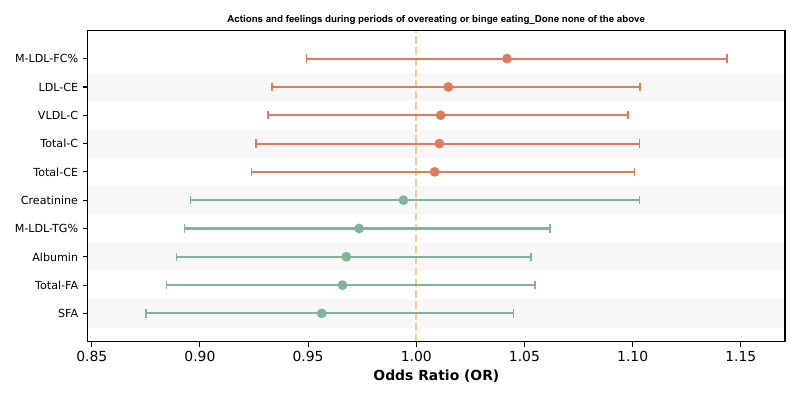 Actions and feelings during periods of overeating or binge eating_Done none of the above
M-LDL-FC%
LDL-CE
VLDL-C
Total-C
Total-CE
Creatinine
M-LDL-TG%
Albumin
Total-FA
SFA
0.85 0.90 0.95 1.00 1.05 1.10 1.15
Odds Ratio (OR)